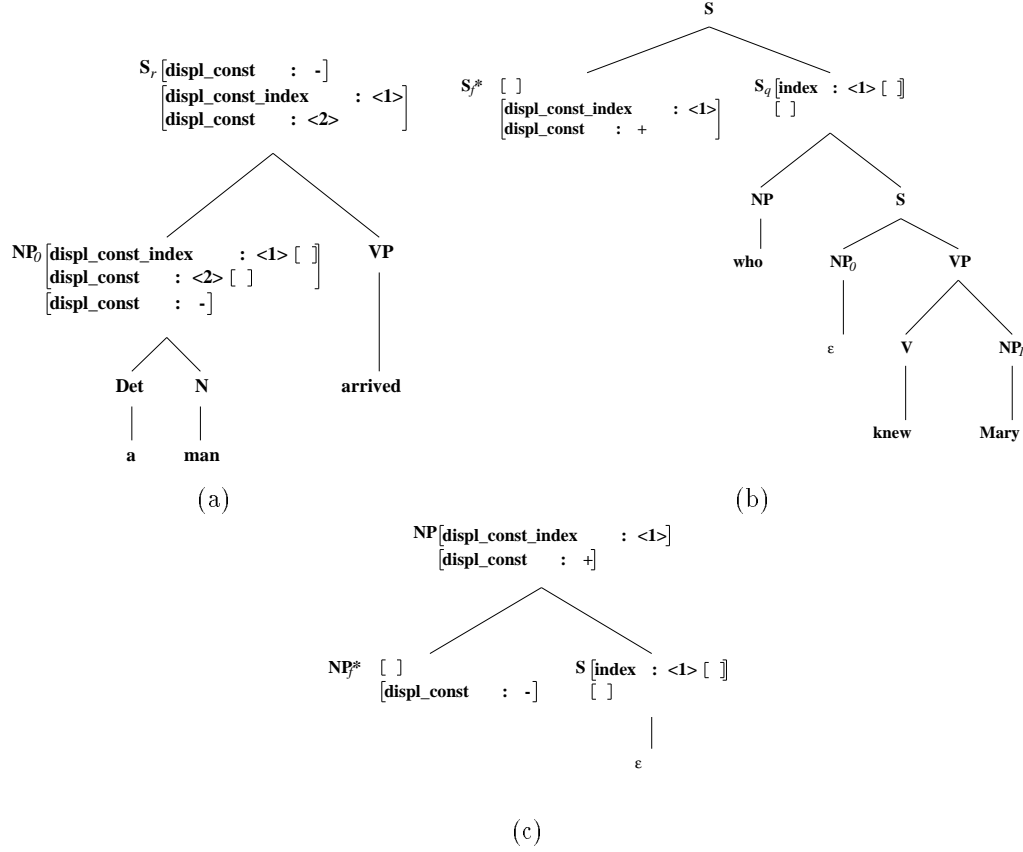 S
S_r [displ_const : -]
[displ_const_index : <1>
displ_const : <2>]
S_f* [ ]
[displ_const_index : <1>
displ_const : +]
S_q [index : <1> [ ]]
[ ]
NP
S
NP_0 [displ_const_index : <1> [ ]
displ_const : <2> [ ]]
[displ_const : -]
VP
who
NP_0
VP
Det
N
arrived
ε
V
NP_1
a
man
knew
Mary
(a)
(b)
NP [displ_const_index : <1>]
[displ_const : +]
NP_f* [ ]
[displ_const : -]
S [index : <1> [ ]]
[ ]
ε
(c)